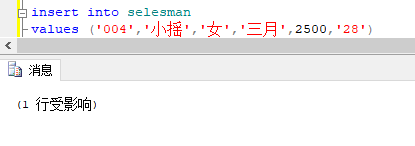 insert into selesman
values ('004','小摇','女','三月',2500,'28')
消息
(1 行受影响)